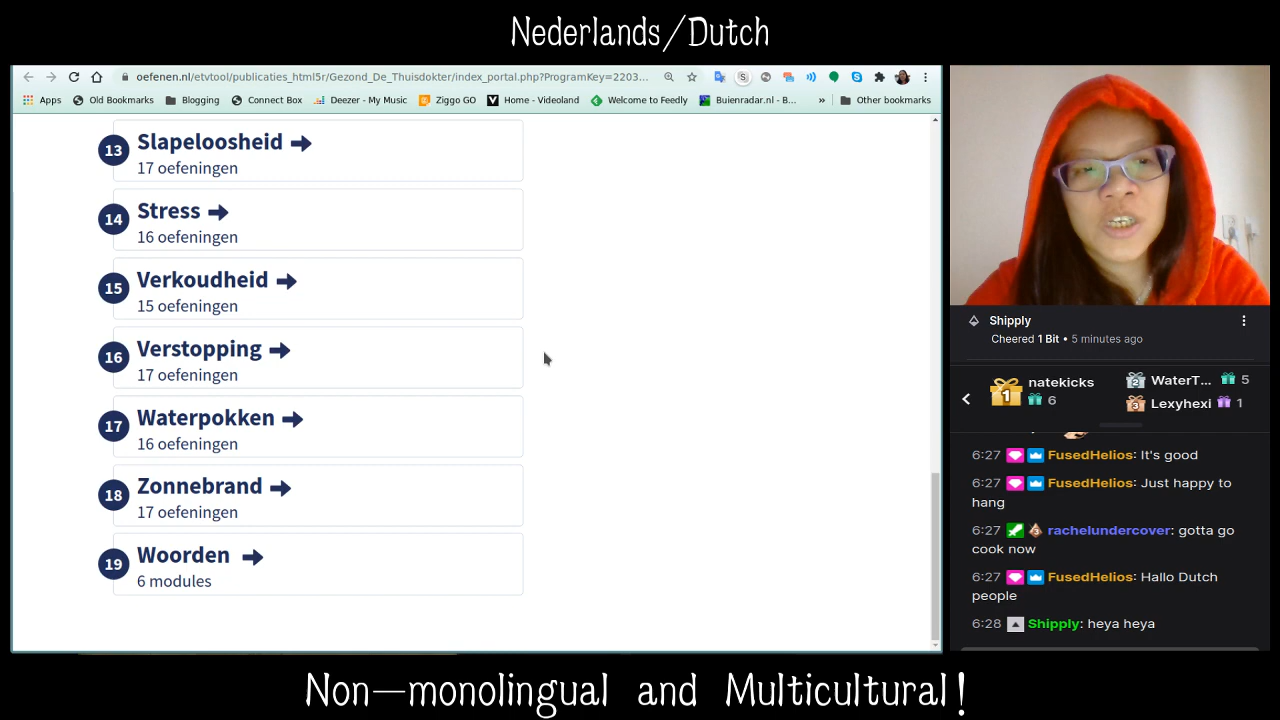 Nederlands/Dutch
oefenen.nl/etvtool/publicaties_html5r/Gezond_De_Thuisdokter/index_portal.php?ProgramKey=2203...
Apps Old Bookmarks Blogging Connect Box Deezer - My Music Ziggo GO Home - Videoland Welcome to Feedly Buienradar.nl - B... » Other bookmarks
13 Slapeloosheid
17 oefeningen
14 Stress
16 oefeningen
15 Verkoudheid
15 oefeningen
16 Verstopping
17 oefeningen
17 Waterpokken
16 oefeningen
18 Zonnebrand
17 oefeningen
19 Woorden
6 modules
Shipply
Cheered 1 Bit • 5 minutes ago
1 natekicks
6
2 WaterT... 5
3 Lexyhexi 1
6:27 FusedHelios: It's good
6:27 FusedHelios: Just happy to
hang
6:27 rachelundercover: gotta go
cook now
6:27 FusedHelios: Hallo Dutch
people
6:28 Shipply: heya heya
Non-monolingual and Multicultural!